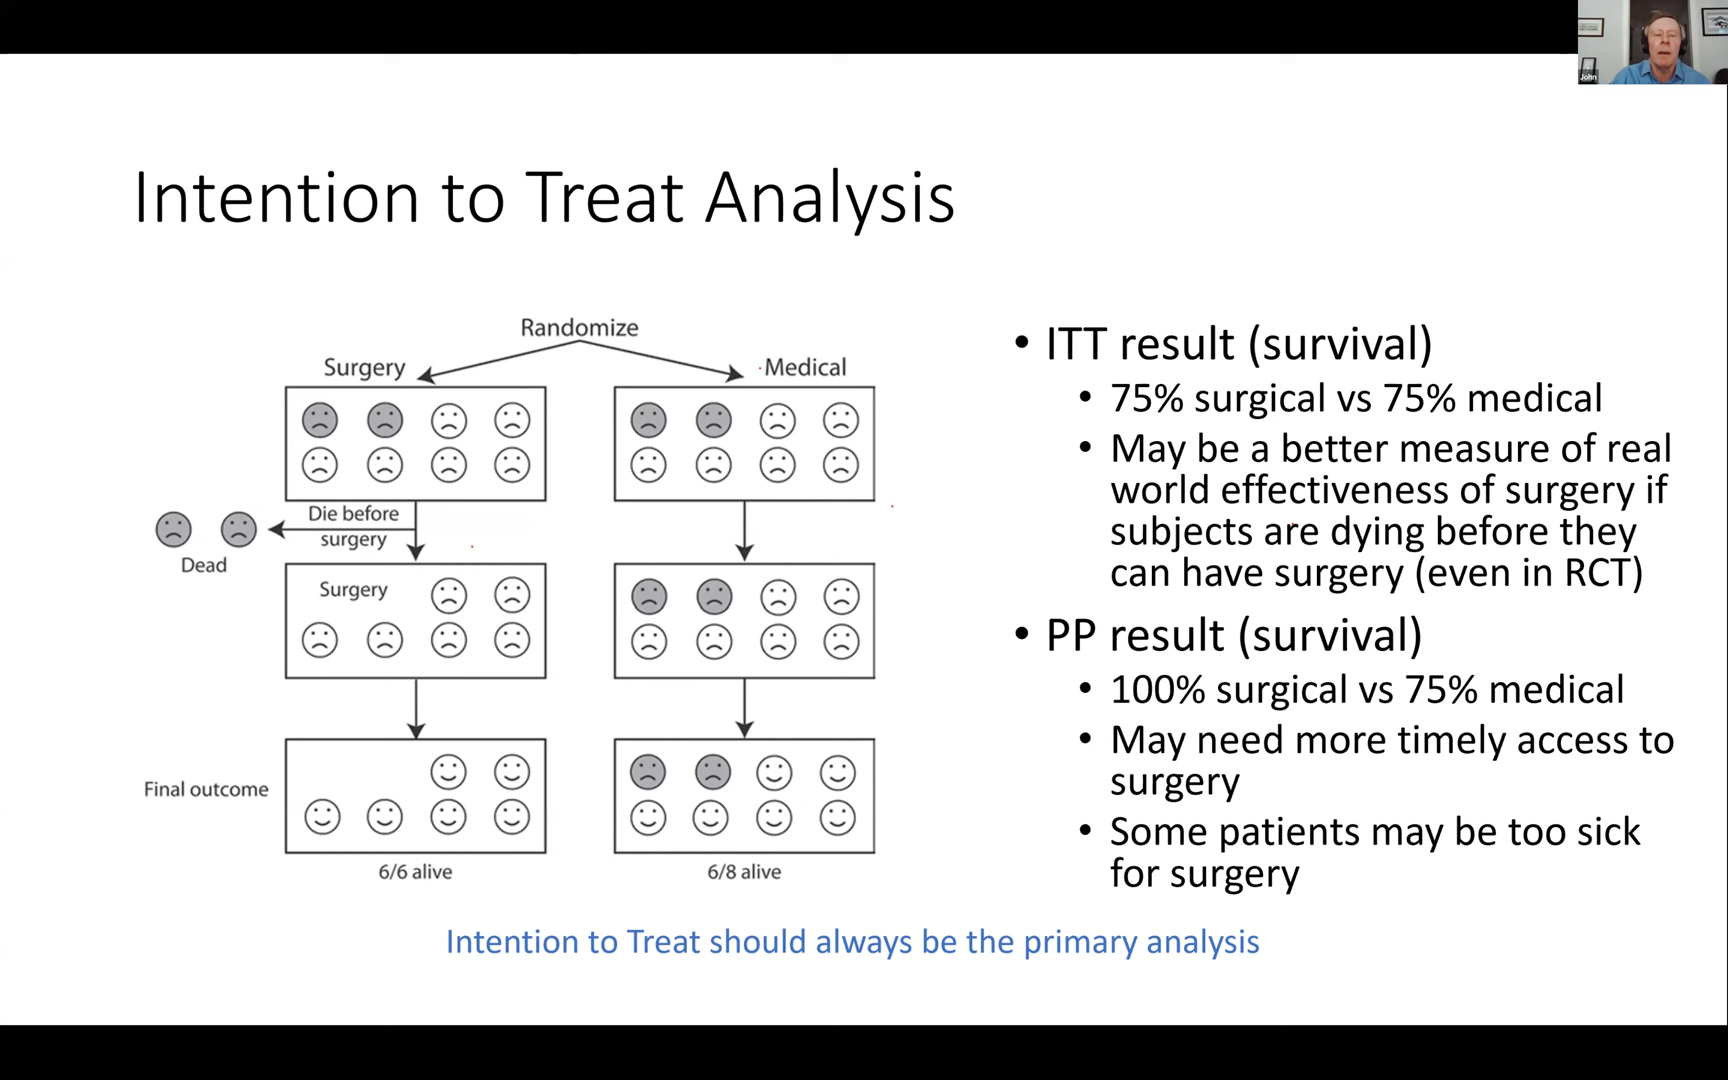 John
Intention to Treat Analysis
Randomize
Surgery
Medical
Die before
surgery
Dead
Surgery
Final outcome
6/6 alive
6/8 alive
• ITT result (survival)
• 75% surgical vs 75% medical
• May be a better measure of real
world effectiveness of surgery if
subjects are dying before they
can have surgery (even in RCT)
• PP result (survival)
• 100% surgical vs 75% medical
• May need more timely access to
surgery
• Some patients may be too sick
for surgery
Intention to Treat should always be the primary analysis